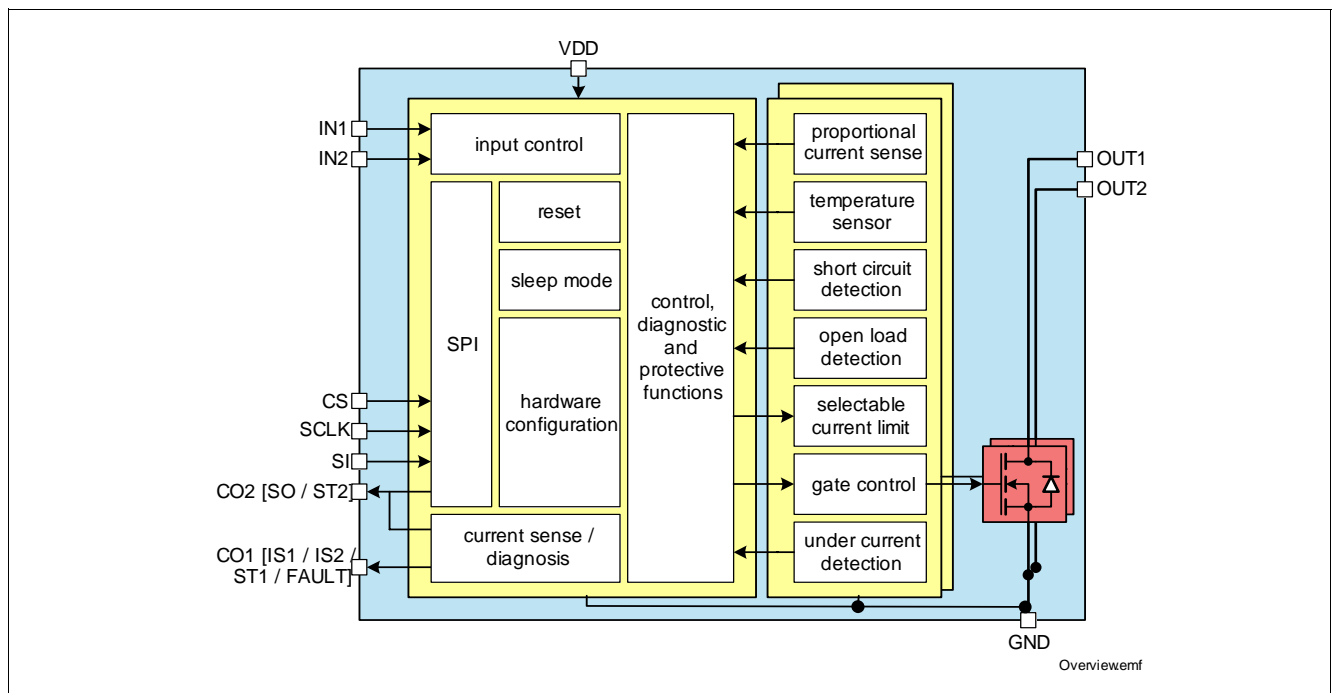 VDD
IN1
IN2
input control
SPI
reset
sleep mode
hardware
configuration
current sense /
diagnosis
control,
diagnostic
and
protective
functions
proportional
current sense
temperature
sensor
short circuit
detection
open load
detection
selectable
current limit
gate control
under current
detection
OUT1
OUT2
CS
SCLK
SI
CO2 [SO / ST2]
CO1 [IS1 / IS2 /
ST1 / FAULT]
GND
Overview.emf